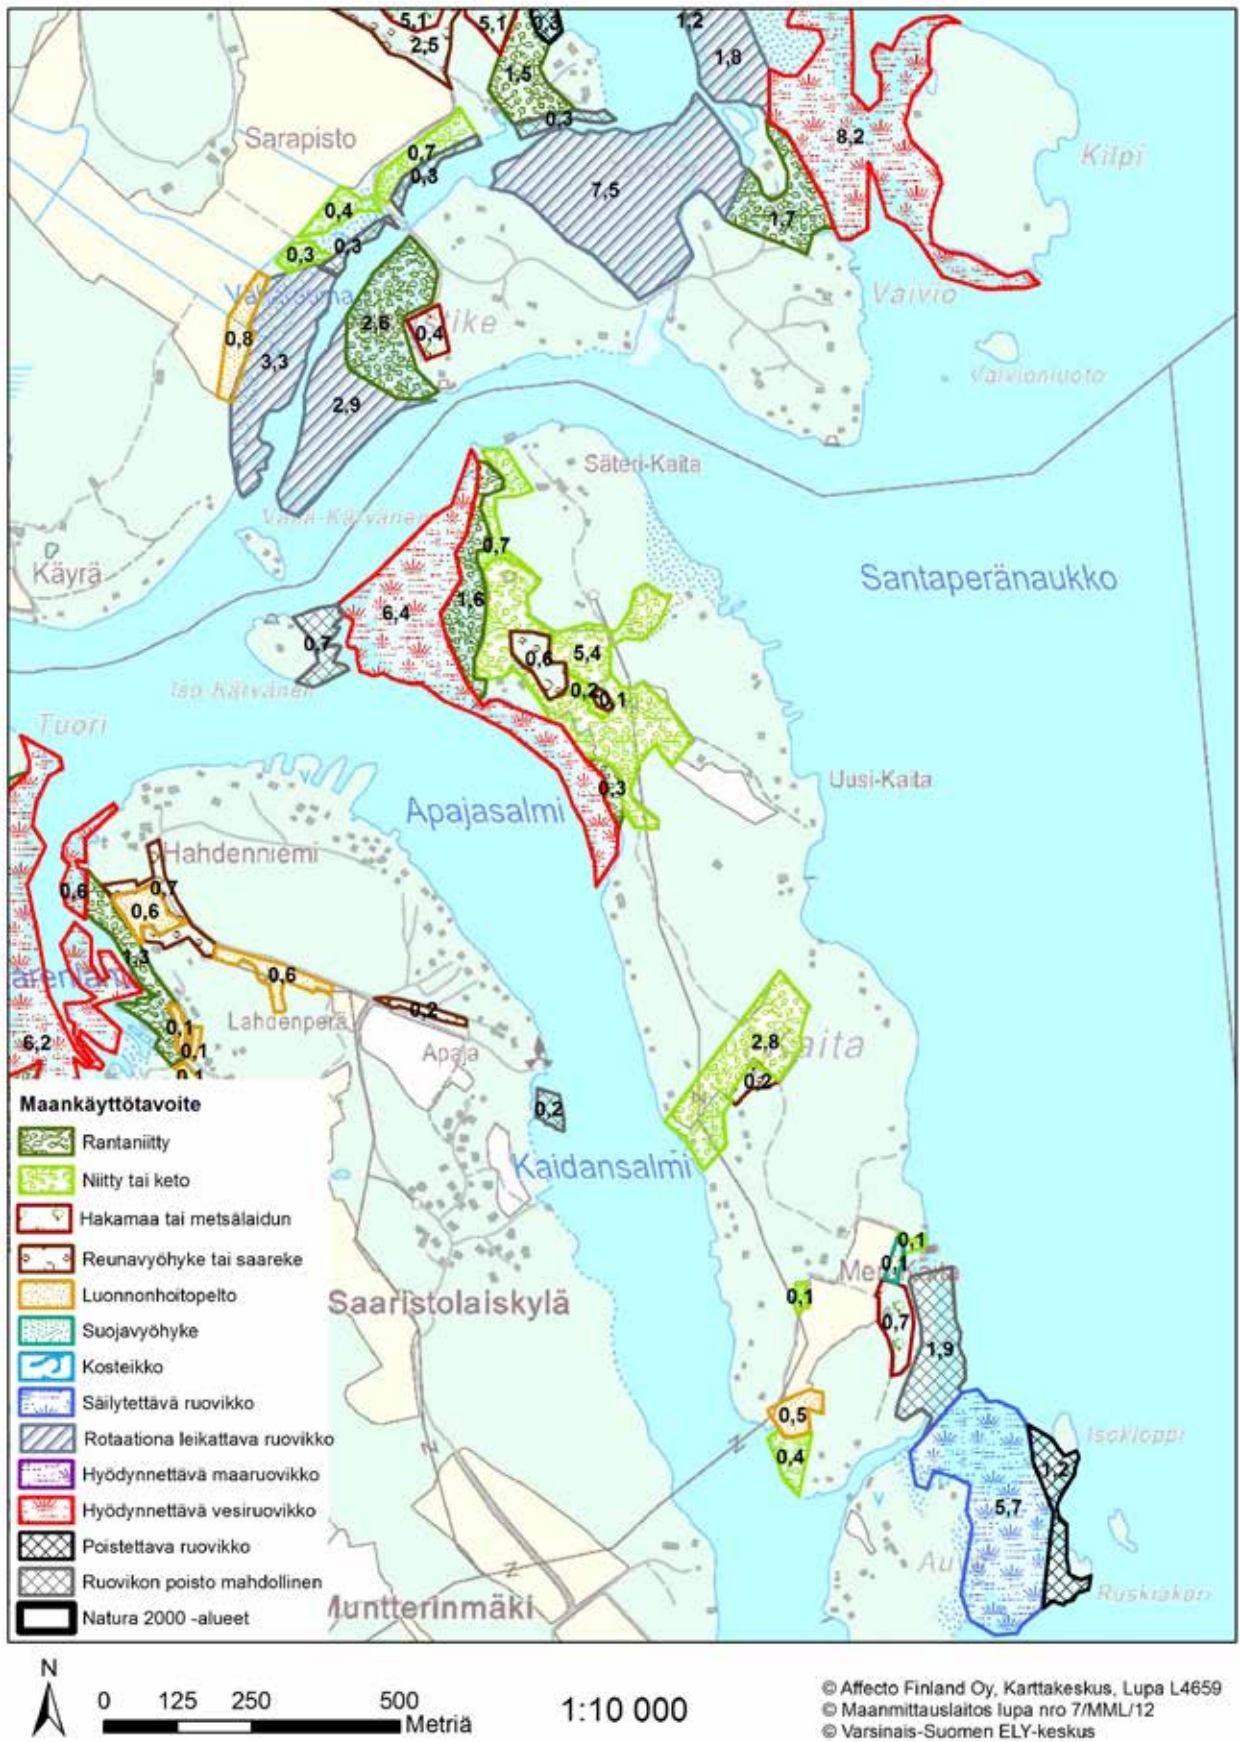 5,1
5,1
0,3
1,2
2,5
1,8
1,5
0,3
8,2
Sarapisto
Kilpi
0,7
0,3
7,5
0,4
1,7
0,3
0,3
Vaivio
2,6
0,4
0,8
3,3
Vaivionluoto
2,9
Säteri-Kaita
Vähä-Kärvänen
0,7
Käyrä
Santaperänaukko
6,4
1,6
0,7
0,6
5,4
0,2
0,1
Iso Kärvänen
Tuori
Uusi-Kaita
0,3
Apajasalmi
Hahdenniemi
0,6
0,7
0,6
1,3
0,6
0,2
Lahdenperä
0,1
6,2
0,1
Apaja
2,8
aita
0,1
0,2
0,2
Kaidansalmi
0,1
0,1
Saaristolaiskylä
0,1
0,7
1,9
0,5
0,4
Isokloppi
1,2
5,7
Ruskiakari
Muntterinmäki
Maankäyttötavoite
Rantaniitty
Niitty tai keto
Hakamaa tai metsälaidun
Reunavyöhyke tai saareke
Luonnonhoitopelto
Suojavyöhyke
Kosteikko
Säilytettävä ruovikko
Rotaationa leikattava ruovikko
Hyödynnettävä maaruovikko
Hyödynnettävä vesiruovikko
Poistettava ruovikko
Ruovikon poisto mahdollinen
Natura 2000 -alueet
N
0 125 250 500
Metriä
1:10 000
© Affecto Finland Oy, Karttakeskus, Lupa L4659
© Maanmittauslaitos lupa nro 7/MML/12
© Varsinais-Suomen ELY-keskus